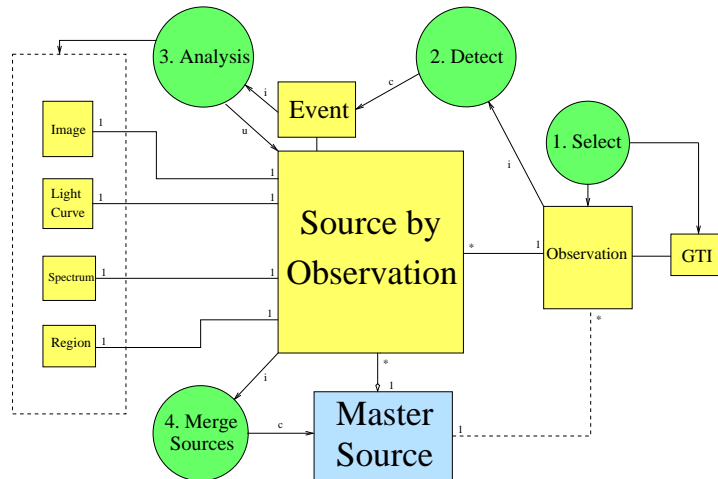 3. Analysis
2. Detect
c
i
Event
Image
1
u
1. Select
i
1
Light
Curve
1
1
Source by
Observation
*
1
Observation
GTI
Spectrum
1
1
Region
1
1
*
i
*
1
4. Merge
Sources
c
Master
Source
1